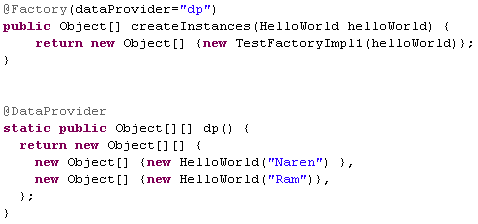 @Factory(dataProvider="dp")
public Object[] createInstances(HelloWorld helloWorld) {
    return new Object[] {new TestFactoryImpl1(helloWorld)};
}
@DataProvider
static public Object[][] dp() {
  return new Object[][] {
    new Object[] {new HelloWorld("Naren") },
    new Object[] {new HelloWorld("Ram")},
  };
}